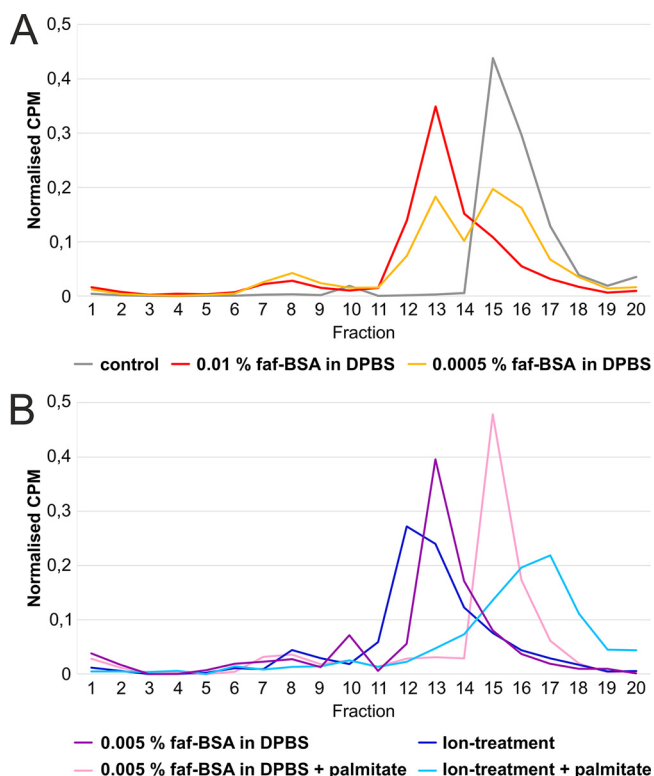 A
Normalised CPM
0,5
0,4
0,3
0,2
0,1
0
1 2 3 4 5 6 7 8 9 10 11 12 13 14 15 16 17 18 19 20
Fraction
control 0.01 % faf-BSA in DPBS 0.0005 % faf-BSA in DPBS
B
Normalised CPM
0,5
0,4
0,3
0,2
0,1
0
1 2 3 4 5 6 7 8 9 10 11 12 13 14 15 16 17 18 19 20
Fraction
0.005 % faf-BSA in DPBS Ion-treatment
0.005 % faf-BSA in DPBS + palmitate Ion-treatment + palmitate